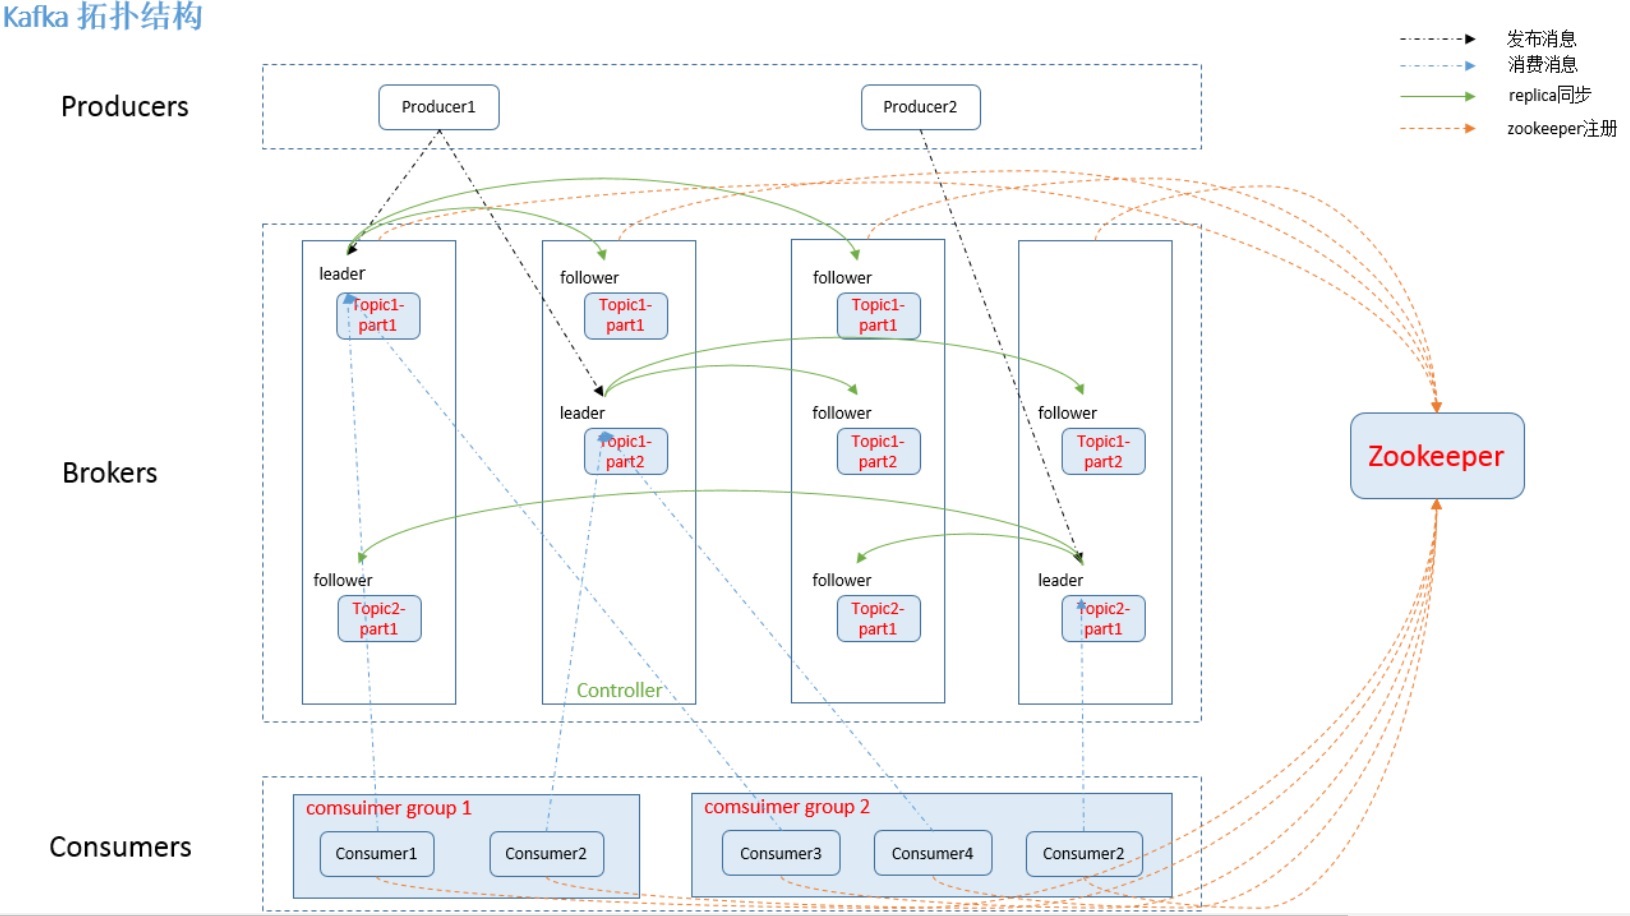 Kafka 拓扑结构
发布消息
消费消息
replica同步
zookeeper注册
Producers
Producer1
Producer2
Brokers
leader
Topic1-
part1
follower
Topic2-
part1
follower
Topic1-
part1
leader
Topic1-
part2
Controller
follower
Topic1-
part1
follower
Topic1-
part2
follower
Topic2-
part1
follower
Topic1-
part2
leader
Topic2-
part1
Zookeeper
Consumers
comsuimer group 1
Consumer1
Consumer2
comsuimer group 2
Consumer3
Consumer4
Consumer2